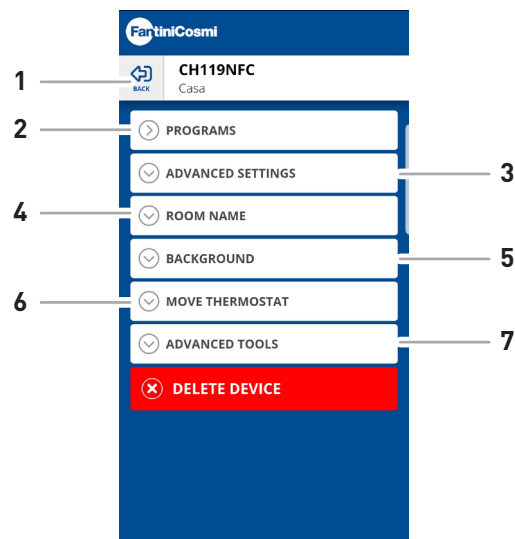 FantiniCosmi
CH119NFC
BACK
Casa
1
2
PROGRAMS
ADVANCED SETTINGS
3
4
ROOM NAME
BACKGROUND
5
6
MOVE THERMOSTAT
ADVANCED TOOLS
7
DELETE DEVICE